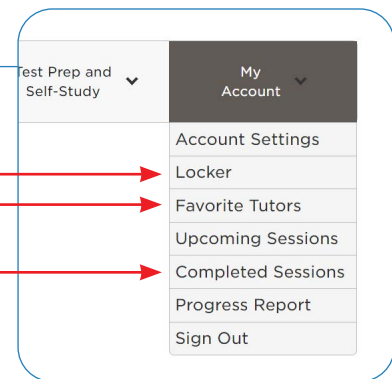 Test Prep and
Self-Study
My
Account
Account Settings
Locker
Favorite Tutors
Upcoming Sessions
Completed Sessions
Progress Report
Sign Out